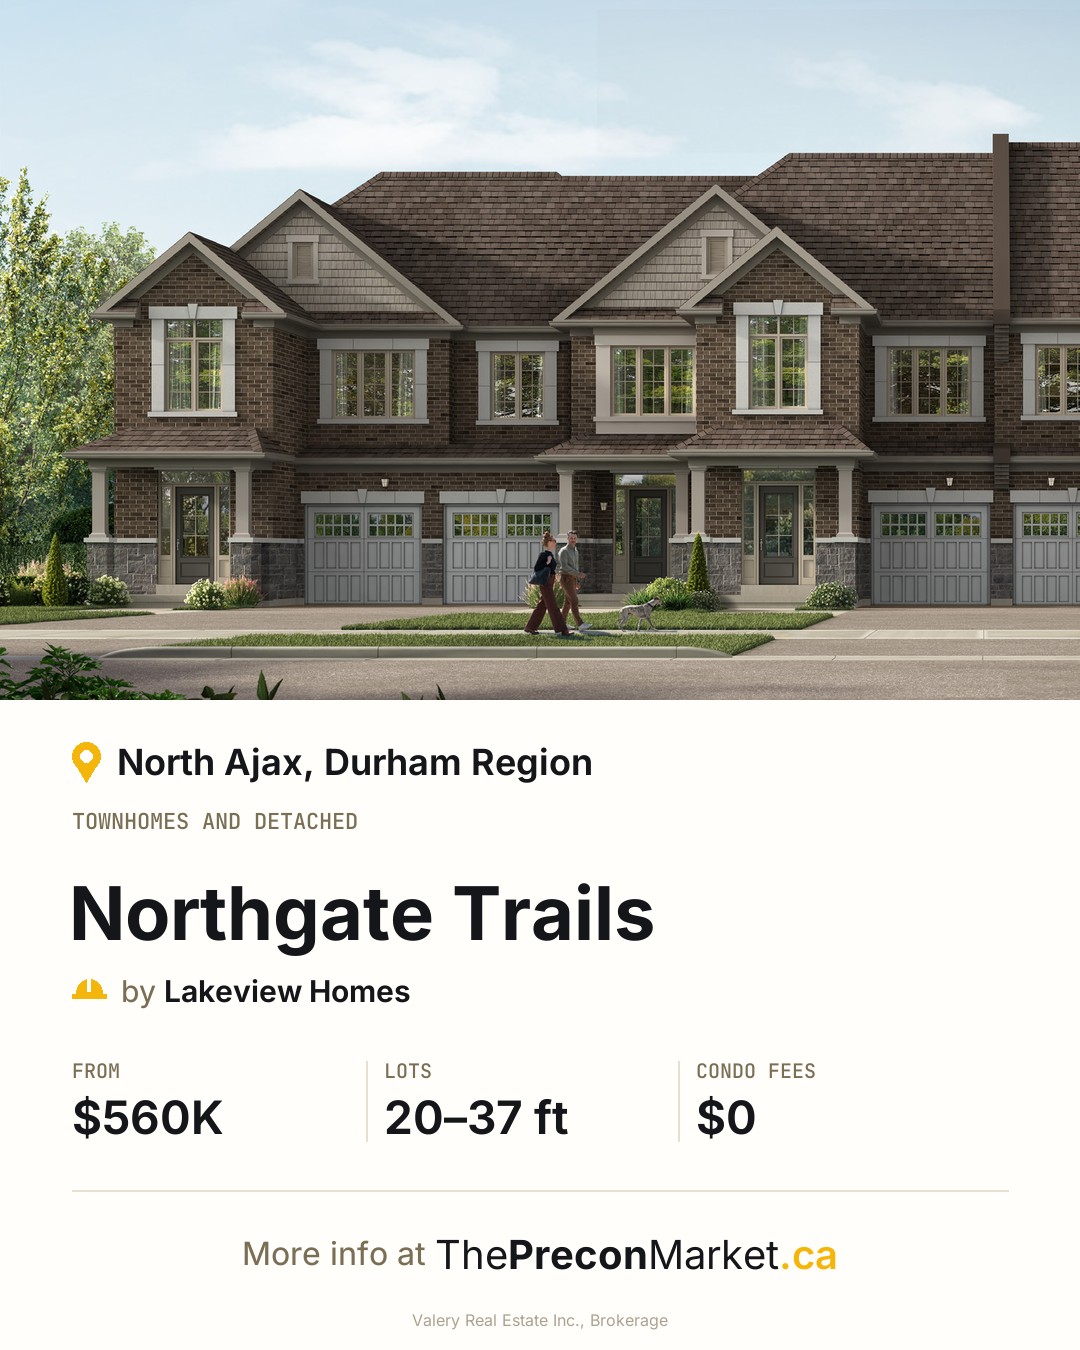 North Ajax, Durham Region
TOWNHOMES AND DETACHED
Northgate Trails
by Lakeview Homes
FROM
$560K
LOTS
20–37 ft
CONDO FEES
$0
More info at ThePreconMarket.ca
Valery Real Estate Inc., Brokerage